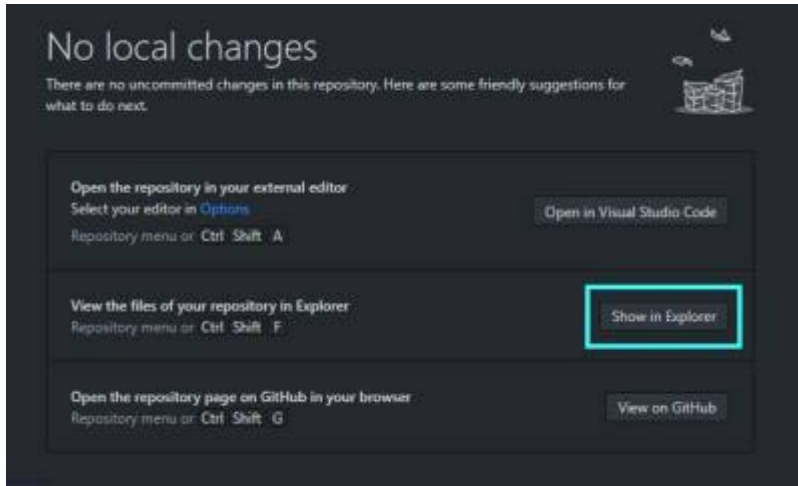 No local changes
There are no uncommitted changes in this repository. Here are some friendly suggestions for
what to do next.
Open the repository in your external editor
Select your editor in Options
Repository menu or Ctrl Shift A
Open in Visual Studio Code
View the files of your repository in Explorer
Repository menu or Ctrl Shift F
Show in Explorer
Open the repository page on GitHub in your browser
Repository menu or Ctrl Shift G
View on GitHub